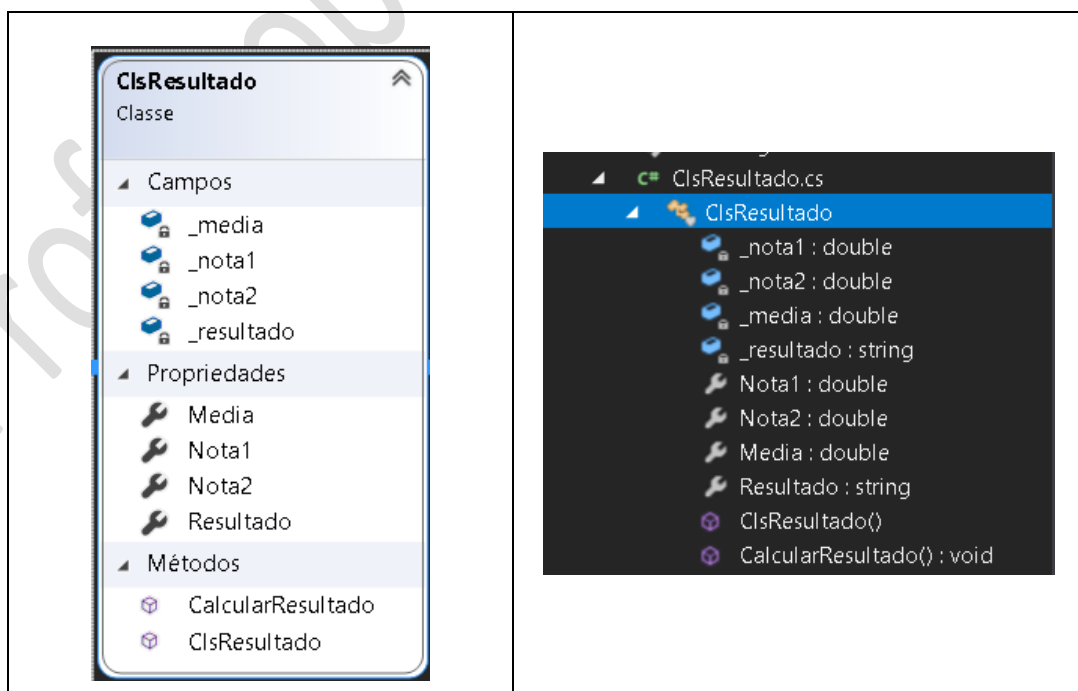 ClsResultado
Classe
Campos
_media
_nota1
_nota2
_resultado
Propriedades
Media
Nota1
Nota2
Resultado
Métodos
CalcularResultado
ClsResultado
C# ClsResultado.cs
ClsResultado
_nota1 : double
_nota2 : double
_media : double
_resultado : string
Nota1 : double
Nota2 : double
Media : double
Resultado : string
ClsResultado()
CalcularResultado() : void